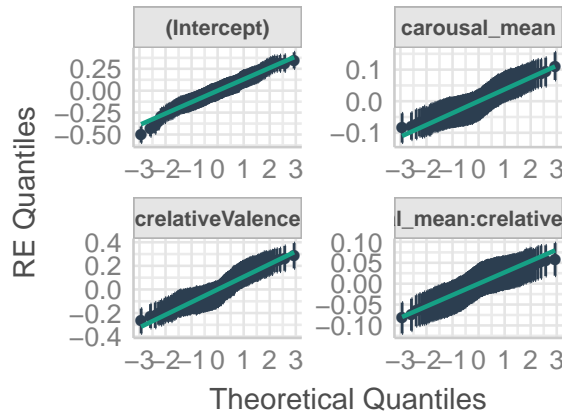 (Intercept)
carousal_mean
0.25
0.00
−0.25
−0.50
0.1
0.0
−0.1
−3 −2 −1 0 1 2 3
−3 −2 −1 0 1 2 3
crelativeValence
l_mean:crelative
0.4
0.2
0.0
−0.2
−0.4
0.10
0.05
0.00
−0.05
−0.10
−3 −2 −1 0 1 2 3
−3 −2 −1 0 1 2 3
RE Quantiles
Theoretical Quantiles